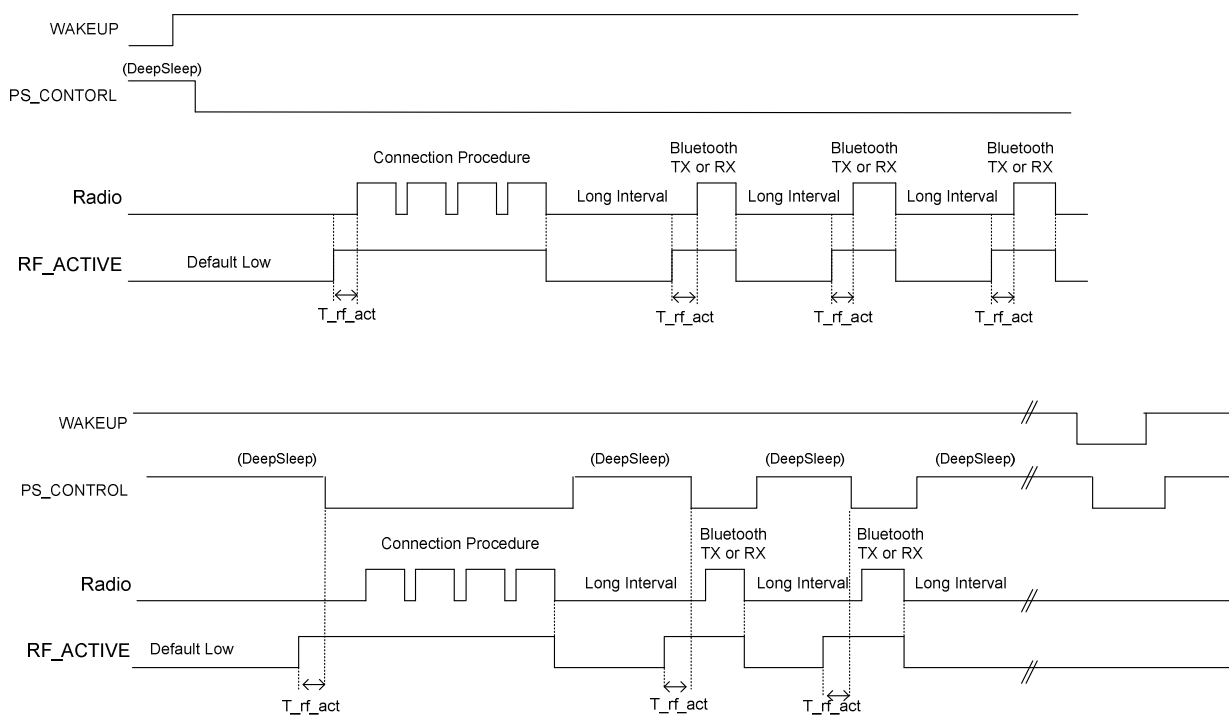 WAKEUP
(DeepSleep)
PS_CONTORL
Connection Procedure
Bluetooth
TX or RX
Bluetooth
TX or RX
Bluetooth
TX or RX
Radio
Long Interval
Long Interval
Long Interval
RF_ACTIVE
Default Low
T_rf_act
T_rf_act
T_rf_act
T_rf_act
WAKEUP
(DeepSleep)
(DeepSleep)
(DeepSleep)
(DeepSleep)
PS_CONTROL
Connection Procedure
Bluetooth
TX or RX
Bluetooth
TX or RX
Radio
Long Interval
Long Interval
Long Interval
RF_ACTIVE
Default Low
T_rf_act
T_rf_act
T_rf_act